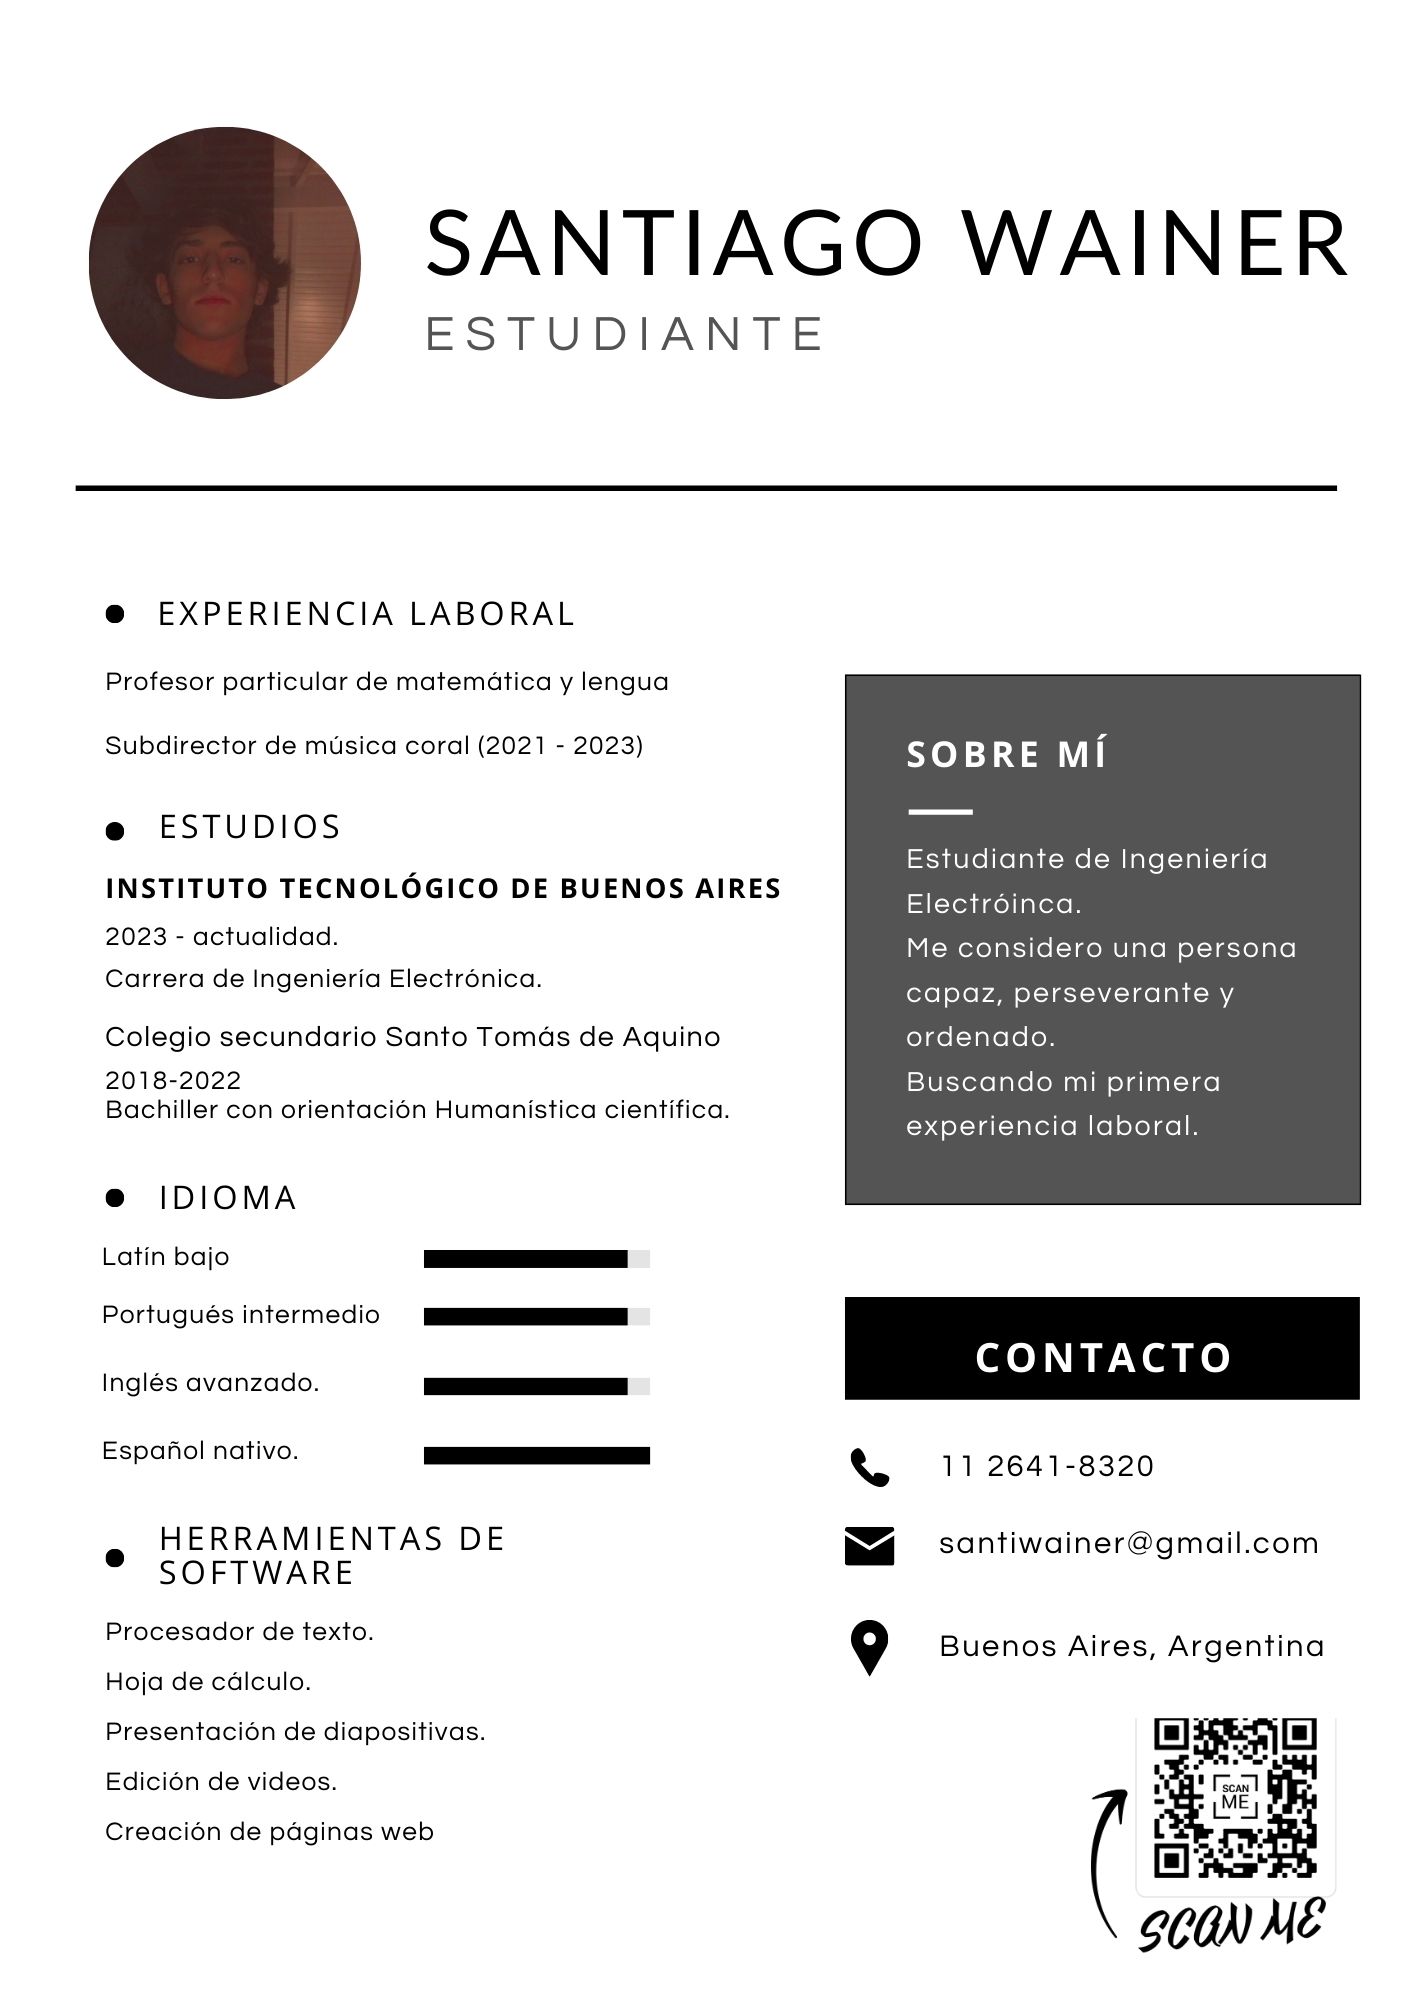 SANTIAGO WAINER
ESTUDIANTE
EXPERIENCIA LABORAL
Profesor particular de matemática y lengua
Subdirector de música coral (2021 - 2023)
ESTUDIOS
INSTITUTO TECNOLÓGICO DE BUENOS AIRES
2023 - actualidad.
Carrera de Ingeniería Electrónica.
Colegio secundario Santo Tomás de Aquino
2018-2022
Bachiller con orientación Humanística científica.
IDIOMA
Latín bajo
Portugués intermedio
Inglés avanzado.
Español nativo.
HERRAMIENTAS DE
SOFTWARE
Procesador de texto.
Hoja de cálculo.
Presentación de diapositivas.
Edición de videos.
Creación de páginas web
SOBRE MÍ
Estudiante de Ingeniería
Electróinca.
Me considero una persona
capaz, perseverante y
ordenado.
Buscando mi primera
experiencia laboral.
CONTACTO
11 2641-8320
santiwainer@gmail.com
Buenos Aires, Argentina
SCAN
ME
SCAN ME